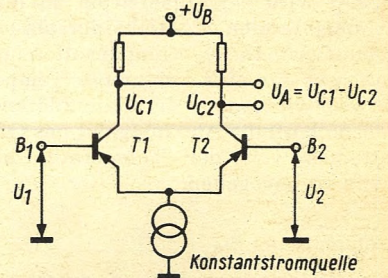 +U_B
U_C1 U_C2 U_A = U_C1 - U_C2
B_1 T1 T2 B_2
U_1 U_2
Konstantstromquelle